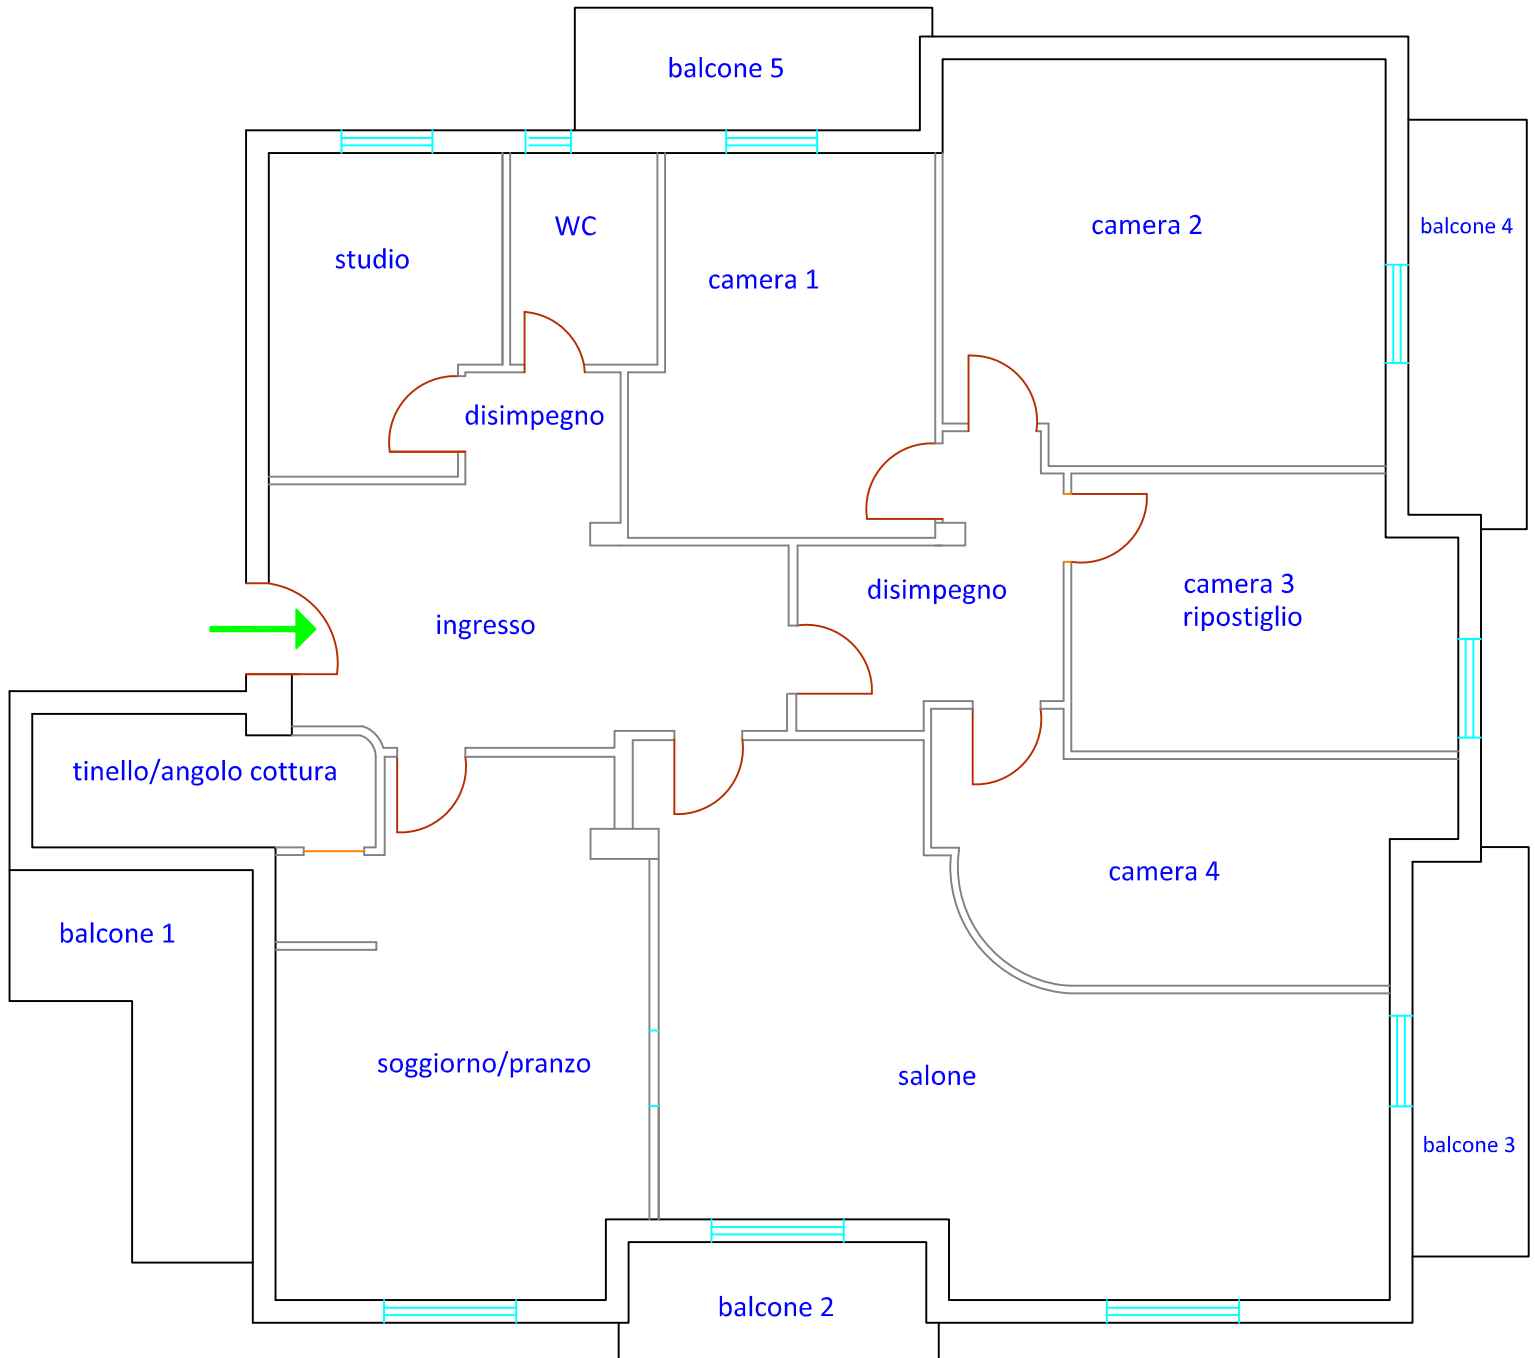 balcone 5
camera 2
balcone 4
WC
studio
camera 1
disimpegno
disimpegno
camera 3
ripostiglio
ingresso
tinello/angolo cottura
camera 4
balcone 1
soggiorno/pranzo
salone
balcone 3
balcone 2